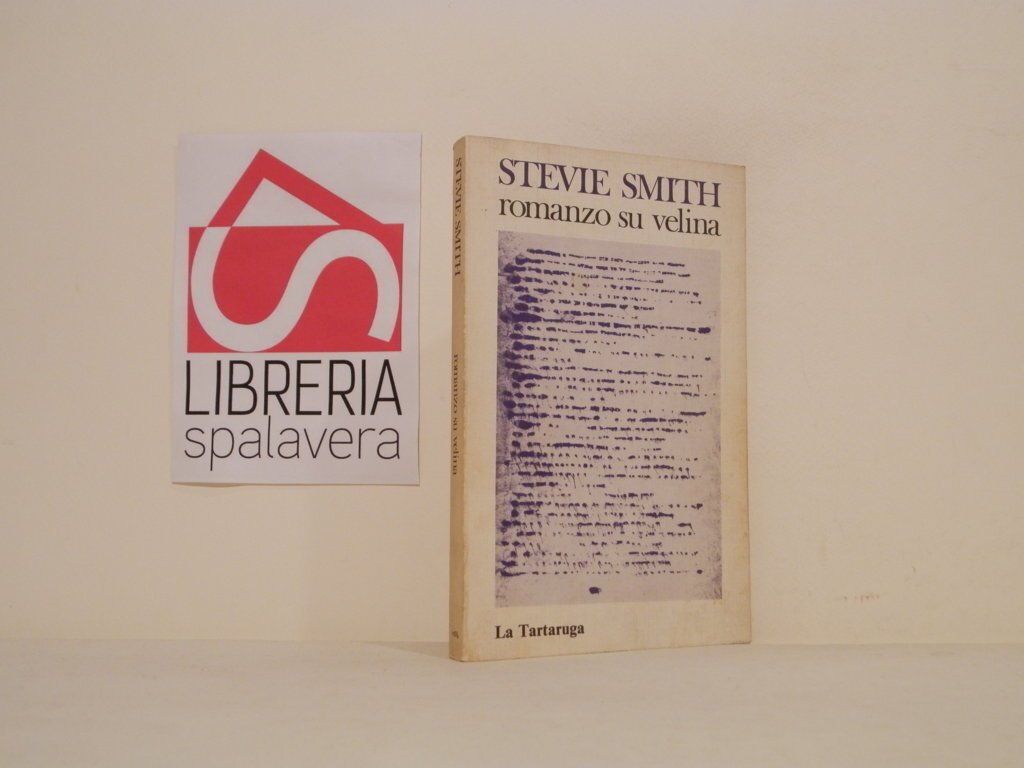 LIBRERIA
spalavera
STEVIE SMITH
romanzo su velina
STEVIE SMITH
romanzo su velina
La Tartaruga